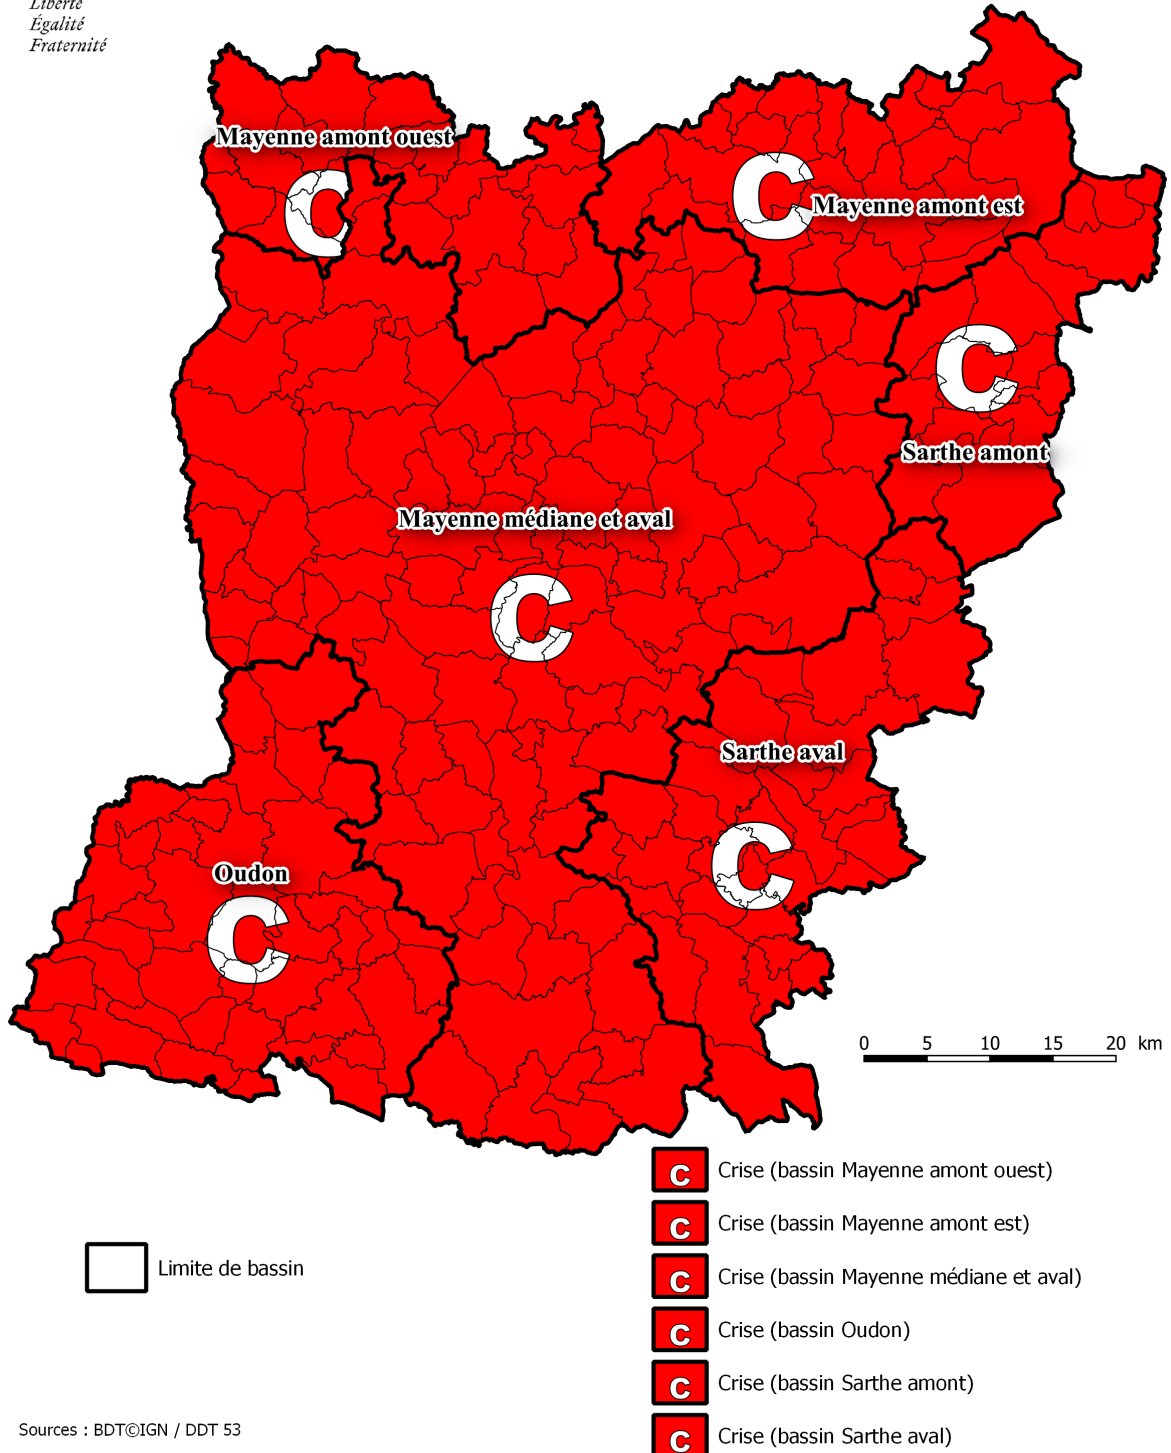 Liberté
Égalité
Fraternité
Mayenne amont ouest
C
C
Mayenne amont est
C
Sarthe amont
Mayenne médiane et aval
C
Sarthe aval
C
Oudon
C
0 5 10 15 20 km
C Crise (bassin Mayenne amont ouest)
C Crise (bassin Mayenne amont est)
C Crise (bassin Mayenne médiane et aval)
C Crise (bassin Oudon)
C Crise (bassin Sarthe amont)
C Crise (bassin Sarthe aval)
Limite de bassin
Sources : BDT©IGN / DDT 53